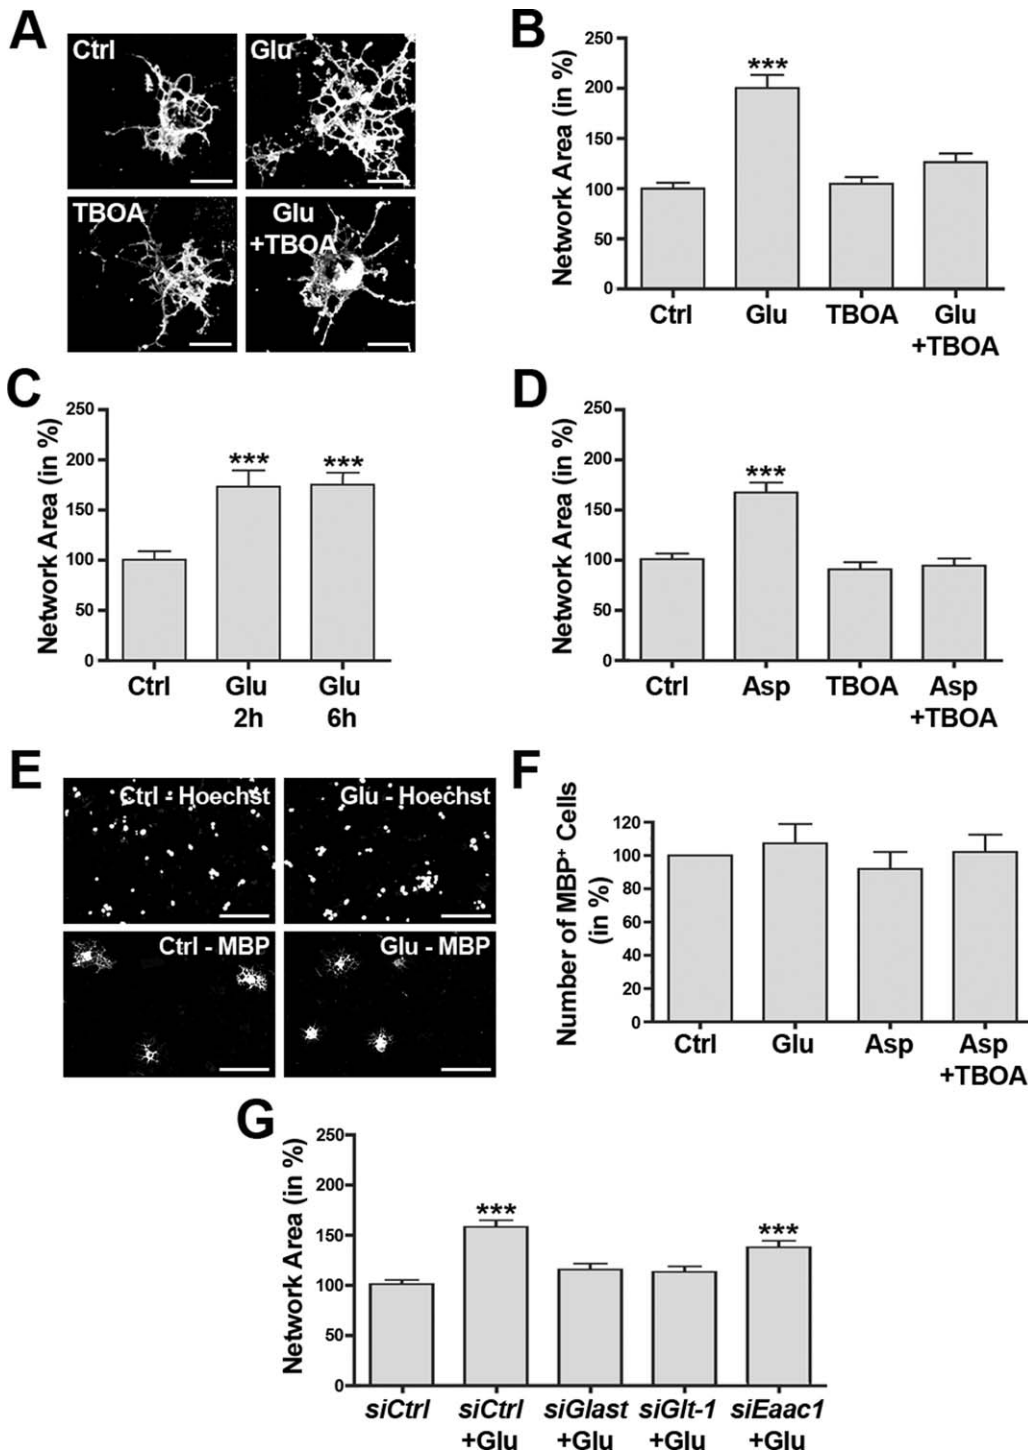 A
Ctrl
Glu
TBOA
Glu
+TBOA
B
Network Area (in %)
250
200
150
100
50
0
***
Ctrl
Glu
TBOA
Glu
+TBOA
C
Network Area (in %)
250
200
150
100
50
0
***
***
Ctrl
Glu
2h
Glu
6h
D
Network Area (in %)
250
200
150
100
50
0
***
Ctrl
Asp
TBOA
Asp
+TBOA
E
Ctrl - Hoechst
Glu - Hoechst
Ctrl - MBP
Glu - MBP
F
Number of MBP⁺ Cells
(in %)
120
100
80
60
40
20
0
Ctrl
Glu
Asp
Asp
+TBOA
G
Network Area (in %)
250
200
150
100
50
0
***
***
siCtrl
siCtrl
+Glu
siGlast
+Glu
siGlt-1
+Glu
siEaac1
+Glu